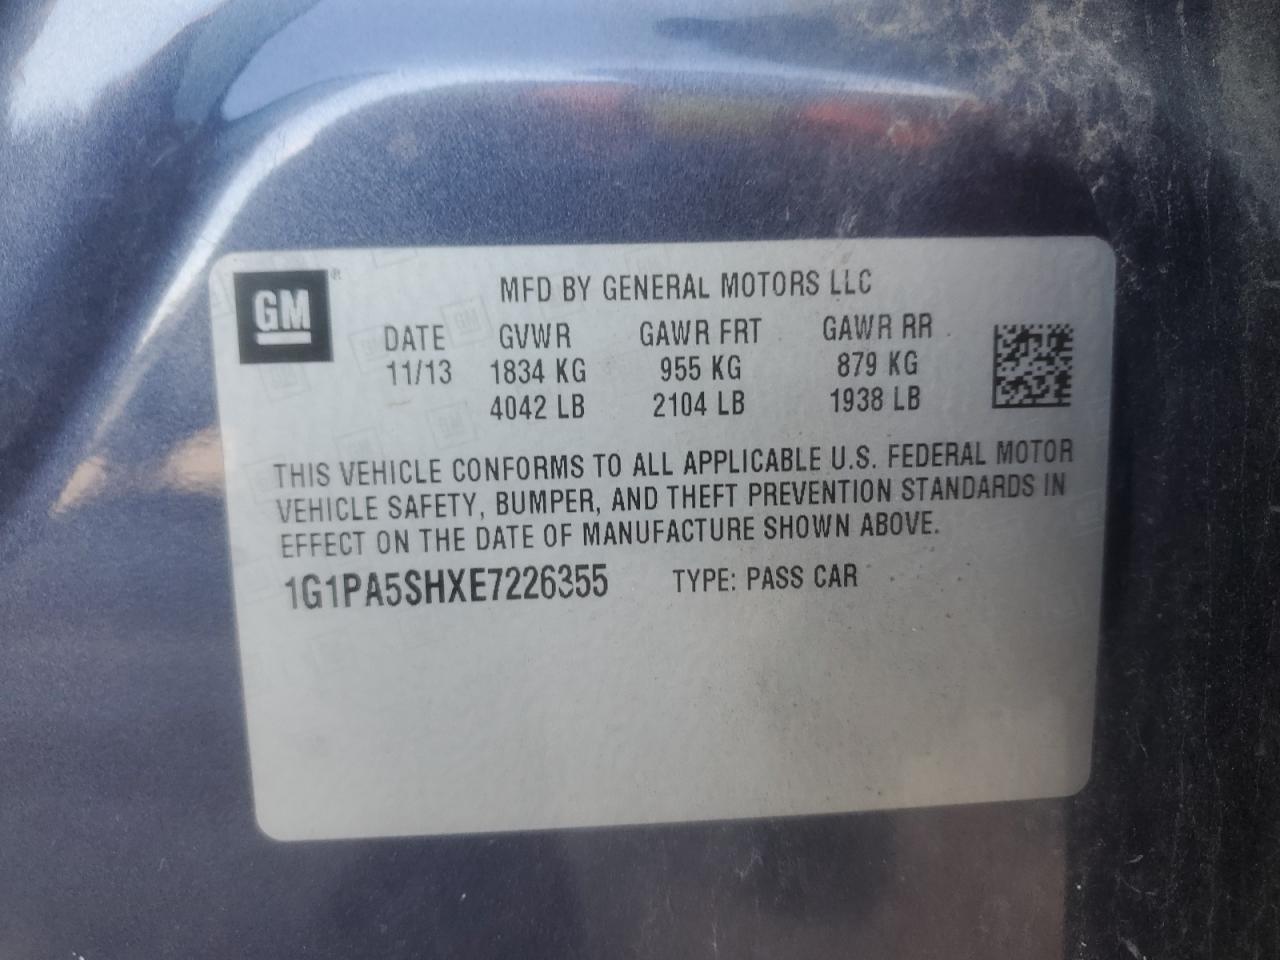 GM
MFD BY GENERAL MOTORS LLC
DATE GVWR GAWR FRT GAWR RR
11/13 1834 KG 955 KG 879 KG
4042 LB 2104 LB 1938 LB
THIS VEHICLE CONFORMS TO ALL APPLICABLE U.S. FEDERAL MOTOR
VEHICLE SAFETY, BUMPER, AND THEFT PREVENTION STANDARDS IN
EFFECT ON THE DATE OF MANUFACTURE SHOWN ABOVE.
1G1PA5SHXE7226355 TYPE: PASS CAR